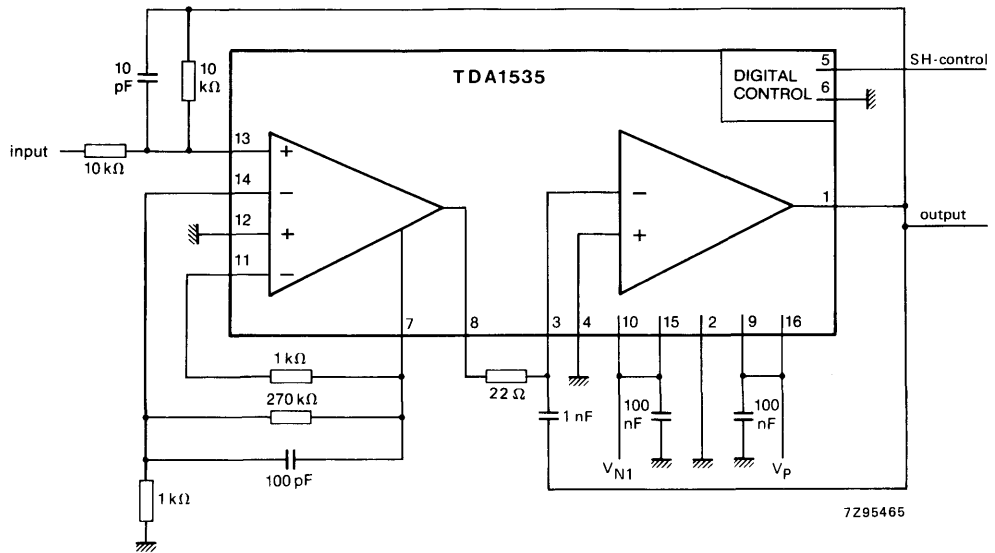 10
pF
10
kΩ
TDA1535
DIGITAL
CONTROL
5
SH-control
6
input
10 kΩ
13
+
14
−
12
+
11
−
−
+
1
output
7
8
3
4
10
15
2
9
16
1 kΩ
270 kΩ
100 pF
1 kΩ
22 Ω
1 nF
100
nF
100
nF
VN1
VP
7Z95465